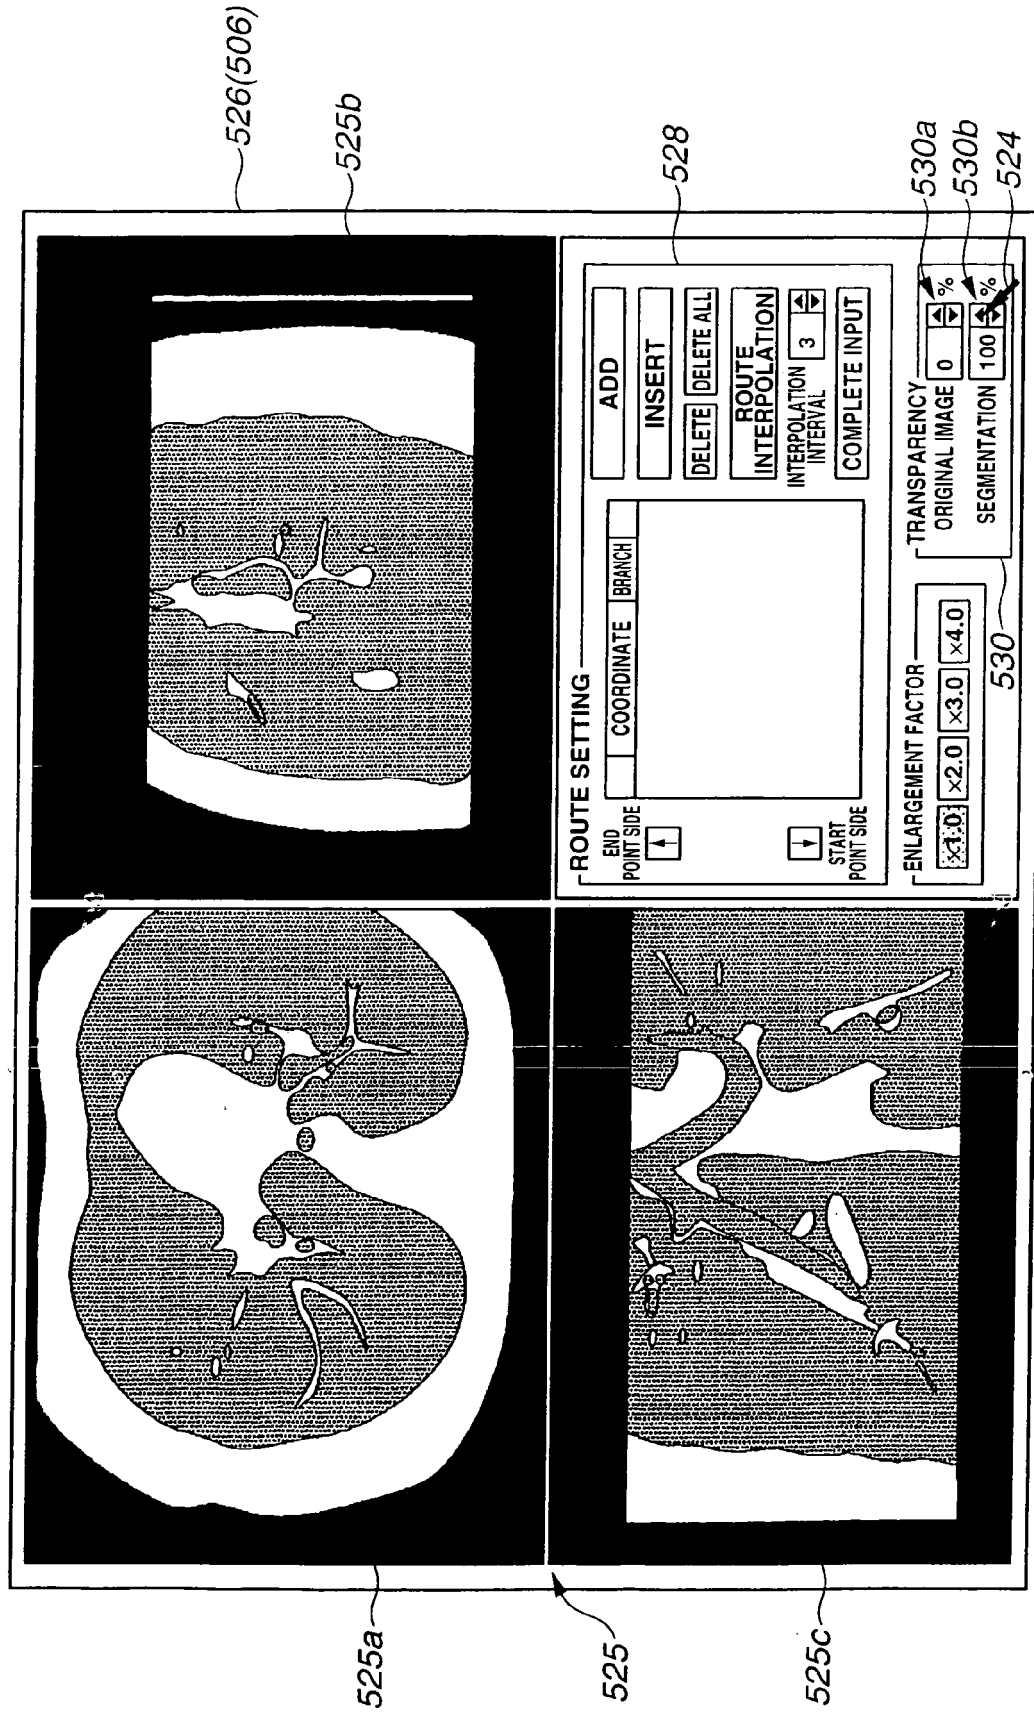 526(506)
525b
525a
525
525c
528
ROUTE SETTING
END
POINT SIDE
START
POINT SIDE
COORDINATE
BRANCH
ADD
INSERT
DELETE
DELETE ALL
ROUTE
INTERPOLATION
INTERPOLATION
INTERVAL
3
COMPLETE INPUT
ENLARGEMENT FACTOR
×1.0
×2.0
×3.0
×4.0
530
TRANSPARENCY
ORIGINAL IMAGE 0 %
SEGMENTATION 100 %
530a
530b
524